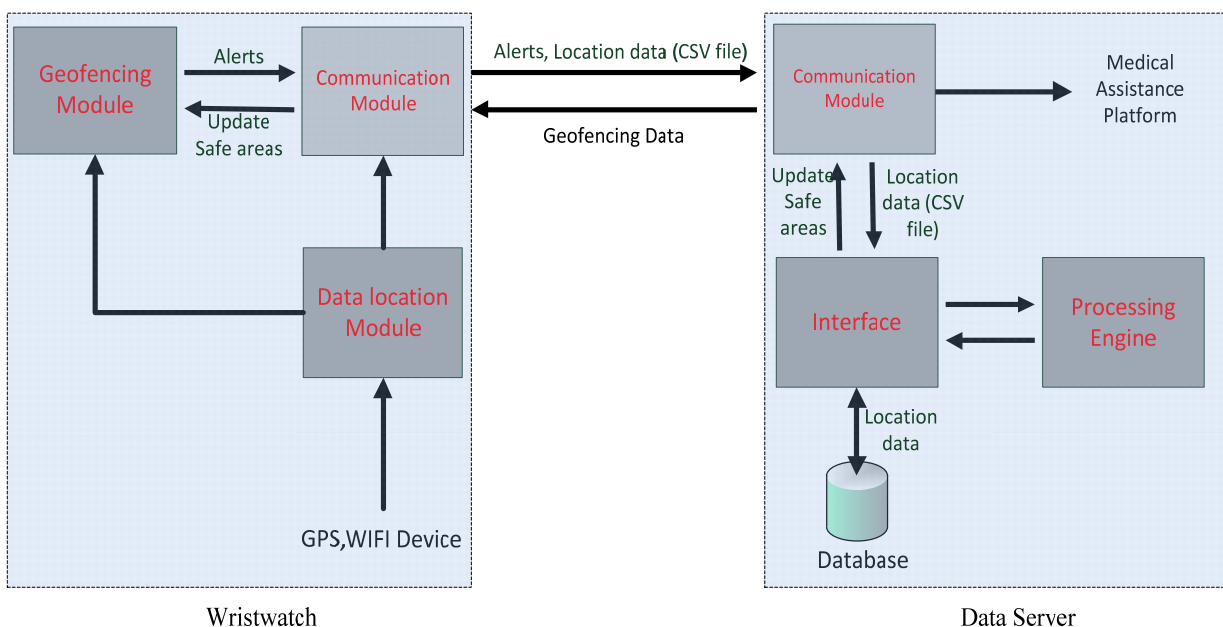 Geofencing
Module
Alerts
Update
Safe areas
Communication
Module
Data location
Module
GPS,WIFI Device
Wristwatch
Alerts, Location data (CSV file)
Geofencing Data
Communication
Module
Medical
Assistance
Platform
Update
Safe
areas
Location
data (CSV
file)
Interface
Processing
Engine
Location
data
Database
Data Server